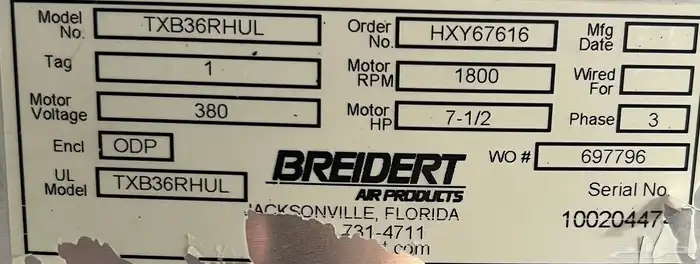 Model No. TXB36RHUL Order No. HXY67616 Mfg Date
Tag 1 Motor RPM 1800 Wired For
Motor Voltage 380 Motor HP 7-1/2 Phase 3
Encl ODP
BREIDERT WO # 697796
UL Model TXB36RHUL AIR PRODUCTS Serial No.
JACKSONVILLE, FLORIDA 100204474
731-4711
.com